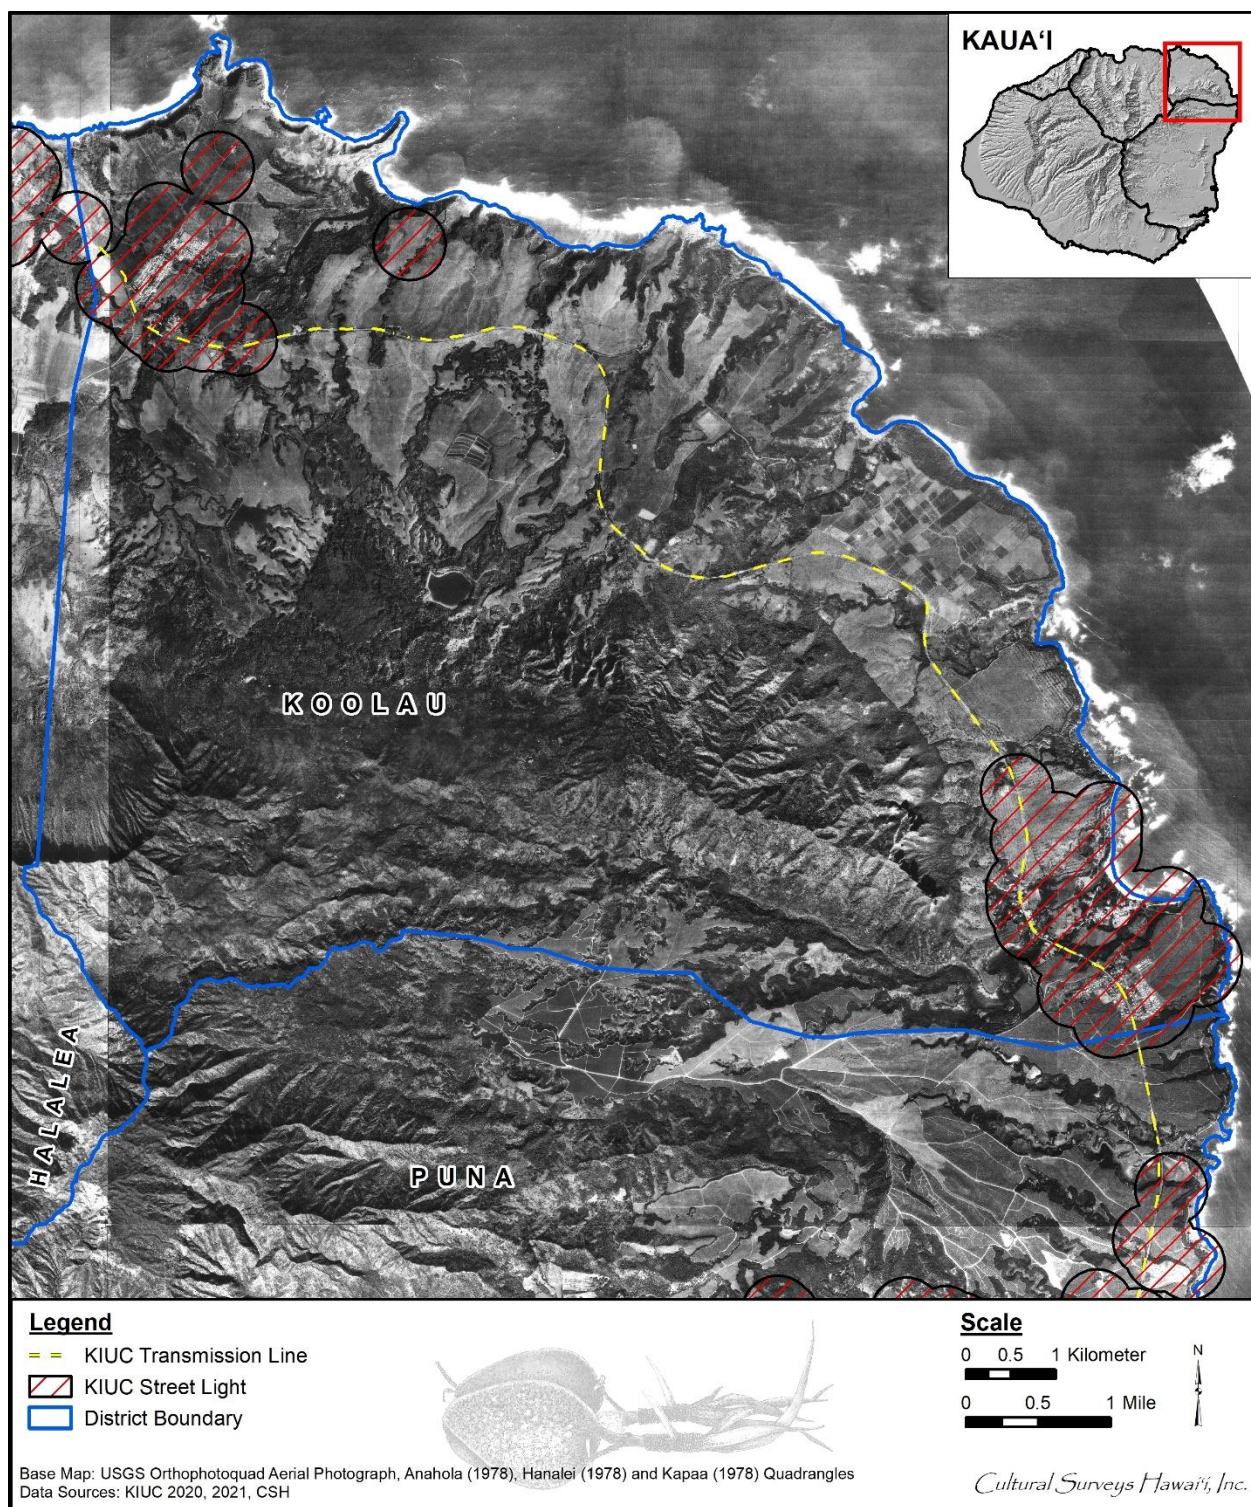 KAUAʻI
KOOLAU
HALALEA
PUNA
Legend
KIUC Transmission Line
KIUC Street Light
District Boundary
Scale
0 0.5 1 Kilometer
0 0.5 1 Mile
N
Base Map: USGS Orthophotoquad Aerial Photograph, Anahola (1978), Hanalei (1978) and Kapaa (1978) Quadrangles
Data Sources: KIUC 2020, 2021, CSH
Cultural Surveys Hawaiʻi, Inc.